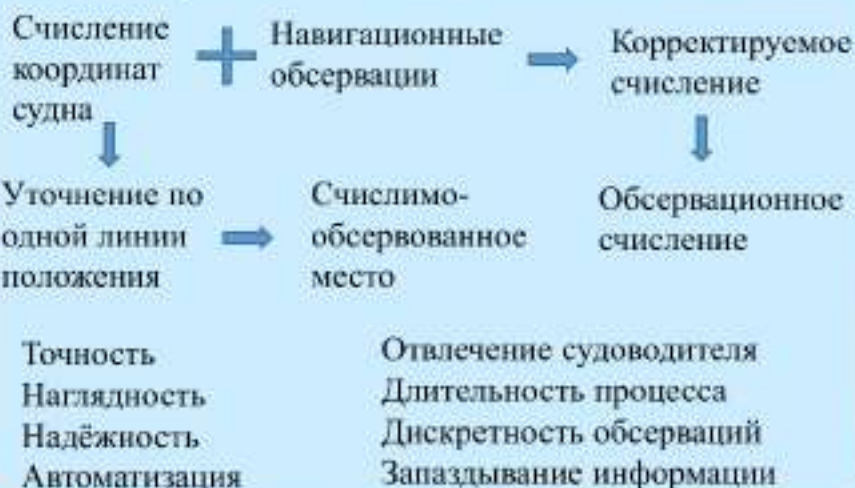 Счисление
координат
судна
Навигационные
обсервации
Корректируемое
счисление
Уточнение по
одной линии
положения
Счислимо-
обсервованное
место
Обсервационное
счисление
Точность
Наглядность
Надёжность
Автоматизация
Отвлечение судоводителя
Длительность процесса
Дискретность обсерваций
Запаздывание информации